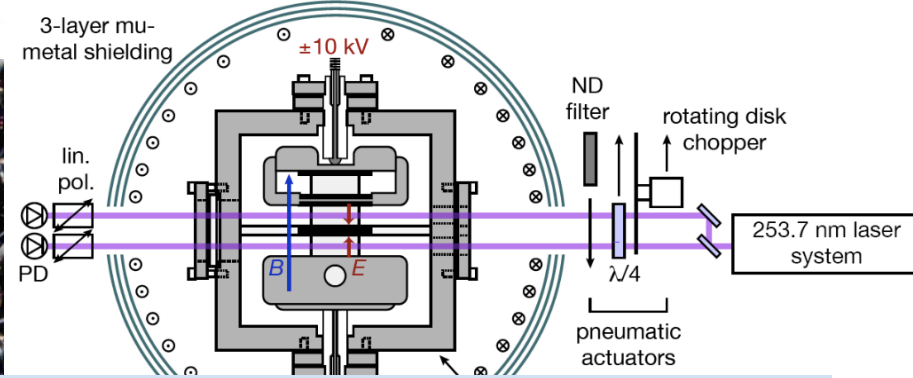 3-layer mu-
metal shielding
±10 kV
ND
filter
rotating disk
chopper
lin.
pol.
253.7 nm laser
system
B
E
PD
λ/4
pneumatic
actuators